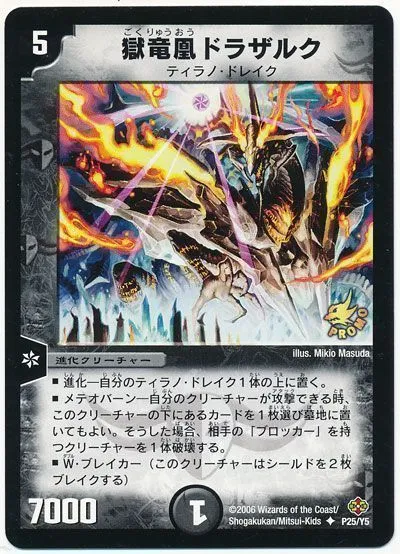 5
ごくりゅうおう
獄竜凰ドラザルク
ティラノ・ドレイク
PROMO
illus. Mikio Masuda
進化クリーチャー
■進化―自分のティラノ・ドレイク1体の上に置く。
■メテオバーン―自分のクリーチャーが攻撃できる時、
このクリーチャーの下にあるカードを1枚選び墓地に置
いてもよい。そうした場合、相手の「ブロッカー」を持
つクリーチャーを1体破壊する。
■W・ブレイカー（このクリーチャーはシールドを2枚
ブレイクする）
7000
1
©2006 Wizards of the Coast/
Shogakukan/Mitsui-Kids ✦ P25/Y5